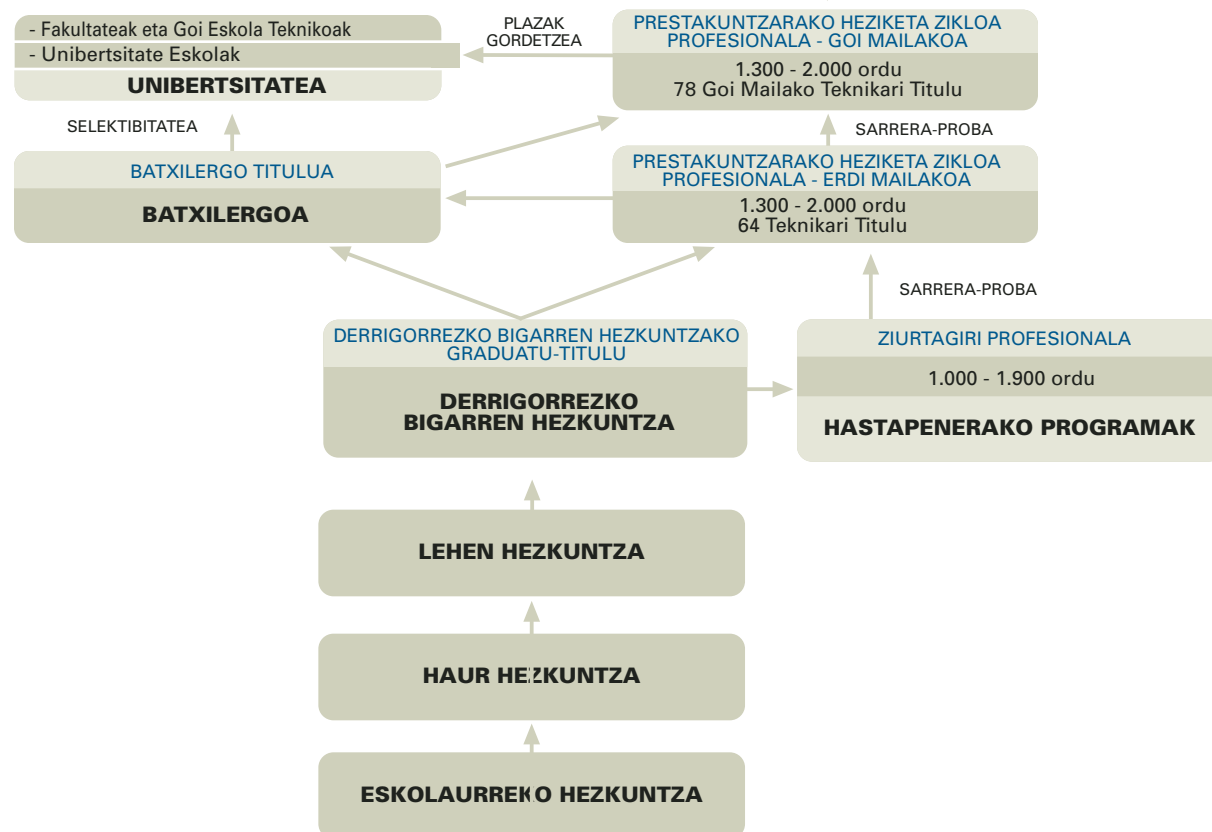 - Fakultateak eta Goi Eskola Teknikoak
- Unibertsitate Eskolak
UNIBERTSITATEA
PLAZAK
GORDETZEA
PRESTAKUNTZARAKO HEZIKETA ZIKLOA
PROFESIONALA - GOI MAILAKOA
1.300 - 2.000 ordu
78 Goi Mailako Teknikari Titulu
SELEKTIBITATEA
SARRERA-PROBA
BATXILERGO TITULUA
BATXILERGOA
PRESTAKUNTZARAKO HEZIKETA ZIKLOA
PROFESIONALA - ERDI MAILAKOA
1.300 - 2.000 ordu
64 Teknikari Titulu
SARRERA-PROBA
DERRIGORREZKO BIGARREN HEZKUNTZAKO
GRADUATU-TITULU
DERRIGORREZKO
BIGARREN HEZKUNTZA
ZIURTAGIRI PROFESIONALA
1.000 - 1.900 ordu
HASTAPENERAKO PROGRAMAK
LEHEN HEZKUNTZA
HAUR HEZKUNTZA
ESKOLAURREKO HEZKUNTZA